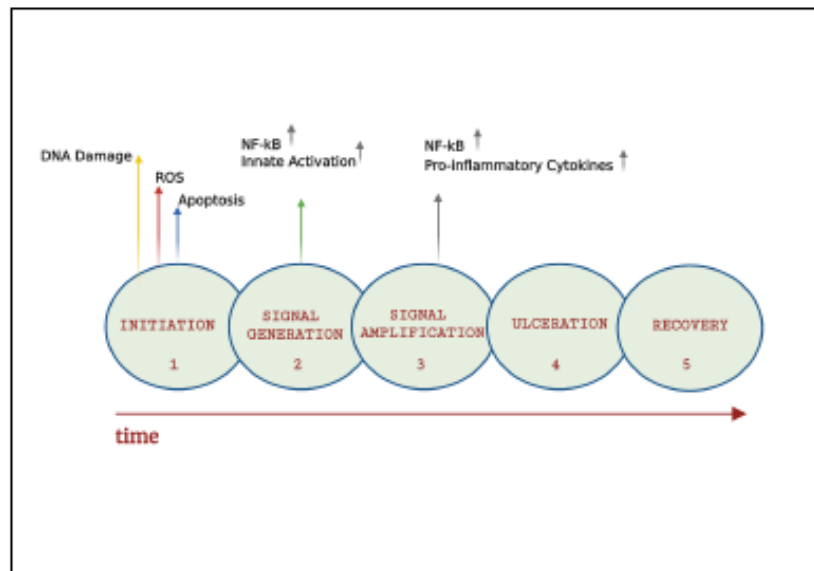 DNA Damage
ROS
Apoptosis
NF-kB
Innate Activation
NF-kB
Pro-inflammatory Cytokines
INITIATION
1
SIGNAL
GENERATION
2
SIGNAL
AMPLIFICATION
3
ULCERATION
4
RECOVERY
5
time